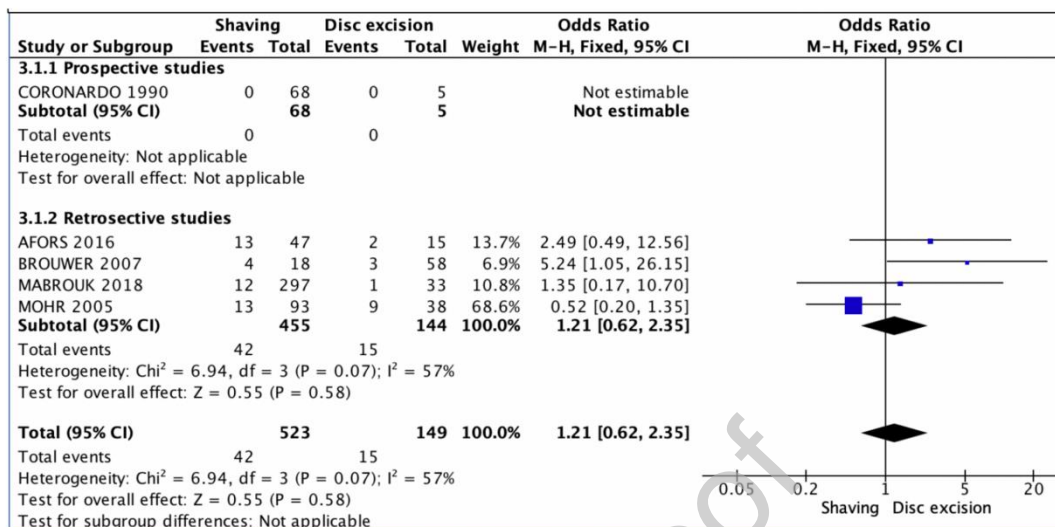 Shaving Disc excision Odds Ratio Odds Ratio
Study or Subgroup Events Total Events Total Weight M-H, Fixed, 95% CI M-H, Fixed, 95% CI
3.1.1 Prospective studies
CORONARDO 1990 0 68 0 5 Not estimable
Subtotal (95% CI) 68 5 Not estimable
Total events 0 0
Heterogeneity: Not applicable
Test for overall effect: Not applicable
3.1.2 Retrosective studies
AFORS 2016 13 47 2 15 13.7% 2.49 [0.49, 12.56]
BROUWER 2007 4 18 3 58 6.9% 5.24 [1.05, 26.15]
MABROUK 2018 12 297 1 33 10.8% 1.35 [0.17, 10.70]
MOHR 2005 13 93 9 38 68.6% 0.52 [0.20, 1.35]
Subtotal (95% CI) 455 144 100.0% 1.21 [0.62, 2.35]
Total events 42 15
Heterogeneity: Chi² = 6.94, df = 3 (P = 0.07); I² = 57%
Test for overall effect: Z = 0.55 (P = 0.58)
Total (95% CI) 523 149 100.0% 1.21 [0.62, 2.35]
Total events 42 15
Heterogeneity: Chi² = 6.94, df = 3 (P = 0.07); I² = 57%
Test for overall effect: Z = 0.55 (P = 0.58)
Test for subgroup differences: Not applicable
0.05 0.2 1 5 20
Shaving Disc excision
oof